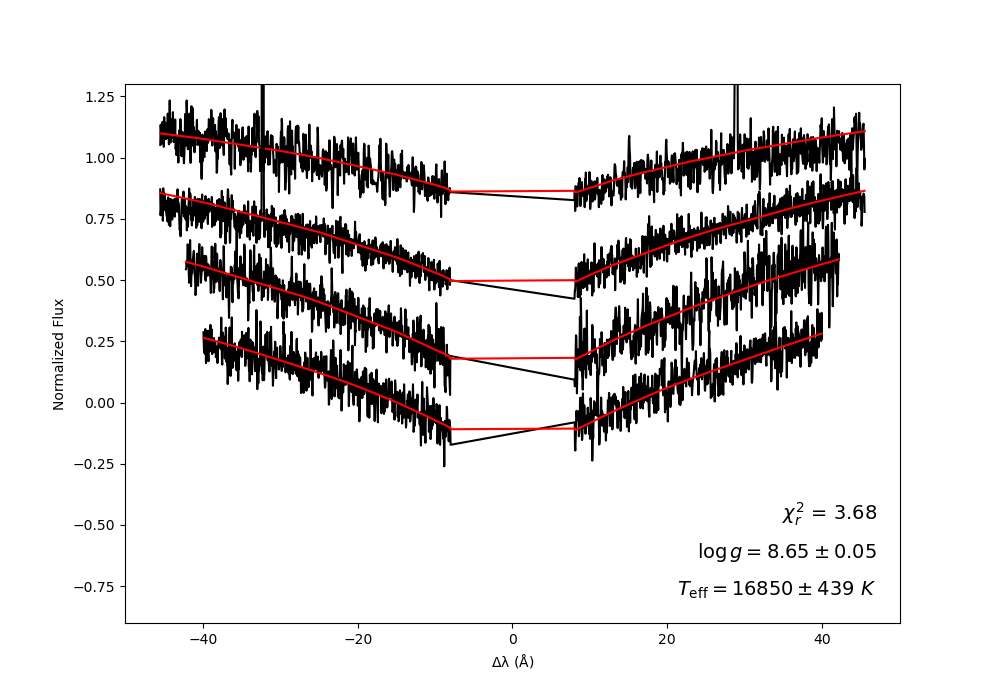 1.25
1.00
0.75
0.50
0.25
0.00
−0.25
−0.50
−0.75
Normalized Flux
χ²ᵣ = 3.68
log g = 8.65 ± 0.05
T_eff = 16850 ± 439 K
−40
−20
0
20
40
Δλ (Å)